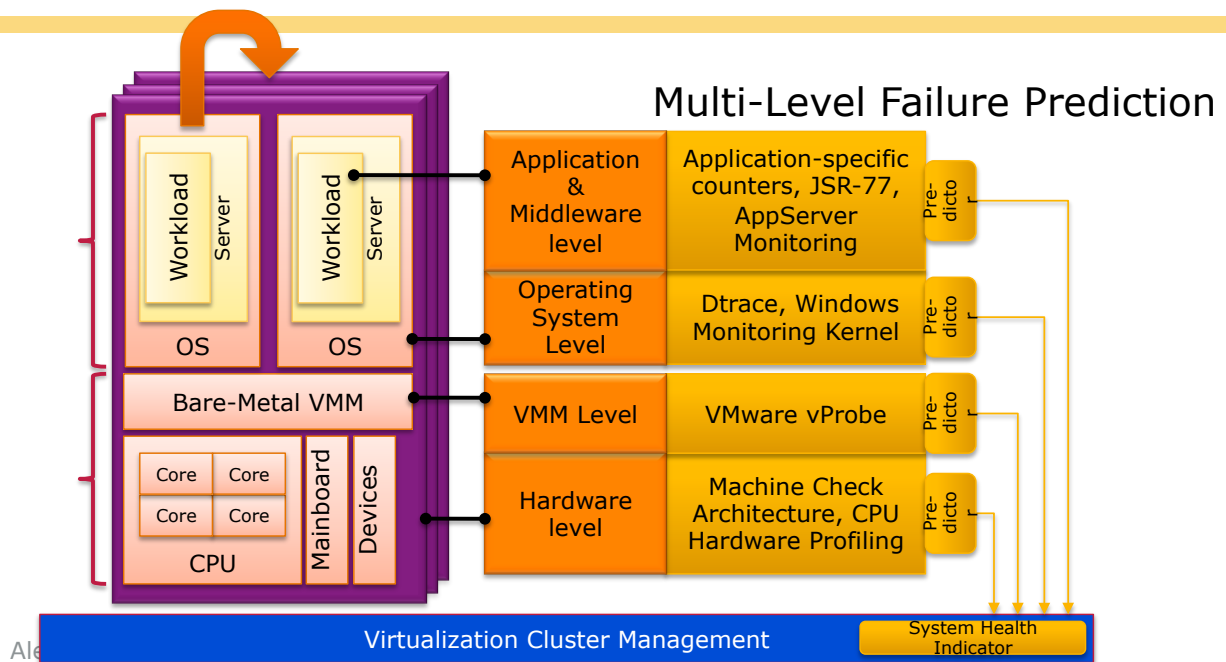 Multi-Level Failure Prediction
Workload
Server
OS
Workload
Server
OS
Bare-Metal VMM
Core
Core
Core
Core
CPU
Mainboard
Devices
Application
&
Middleware
level
Application-specific
counters, JSR-77,
AppServer
Monitoring
Pre-
dicto
r
Operating
System
Level
Dtrace, Windows
Monitoring Kernel
Pre-
dicto
r
VMM Level
VMware vProbe
Pre-
dicto
r
Hardware
level
Machine Check
Architecture, CPU
Hardware Profiling
Pre-
dicto
r
Virtualization Cluster Management
System Health
Indicator